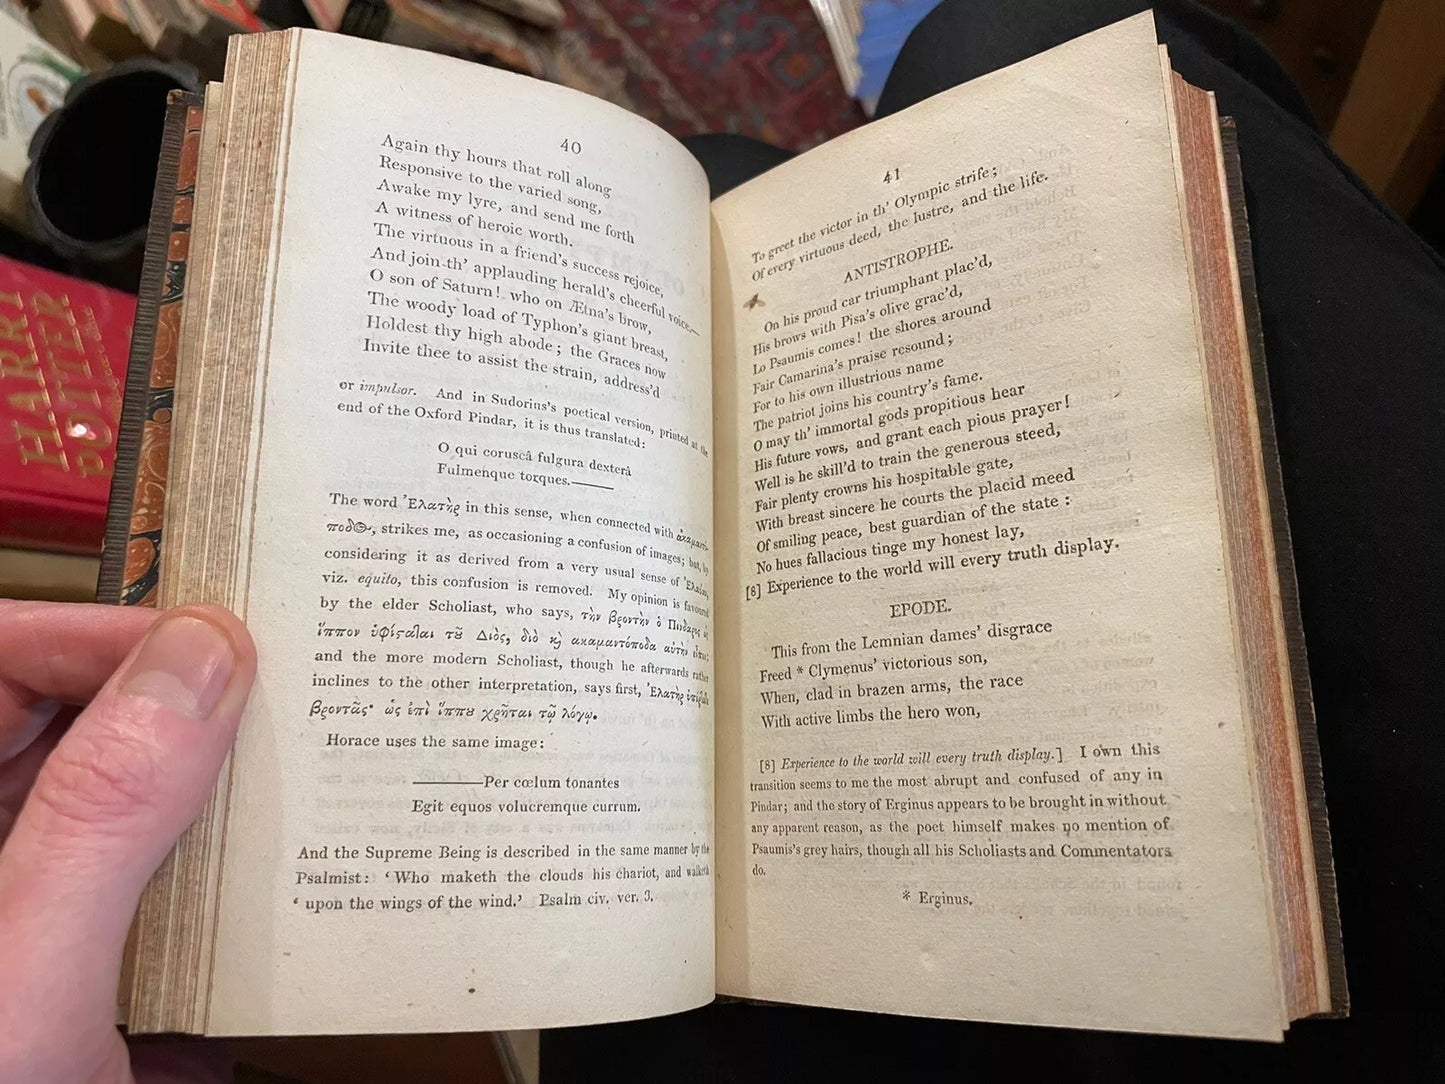 HARRY
POTTER
40
Again thy hours that roll along
Responsive to the varied song,
Awake my lyre, and send me forth
A witness of heroic worth.
The virtuous in a friend's success rejoice,
And join th' applauding herald's cheerful voice.—
O son of Saturn! who on Ætna's brow,
The woody load of Typhon's giant breast,
Holdest thy high abode; the Graces now
Invite thee to assist the strain, address'd
or impulsor. And in Sudorius's poetical version, printed at the
end of the Oxford Pindar, it is thus translated:
O qui coruscâ fulgura dexterâ
Fulmenque torques.———
The word Ἐλατὴρ in this sense, when connected with ἀκαμαντό-
ποδος, strikes me, as occasioning a confusion of images; but, by
considering it as derived from a very usual sense of Ἐλαύνω,
viz. equito, this confusion is removed. My opinion is favoured
by the elder Scholiast, who says, τὴν βροντὴν ὁ Πίνδαρος ὡς
ἵππον ὑφίϛαται τοῦ Διὸς, διὸ καὶ ακαμαντόποδα αὐτὴν εἶπε:
and the more modern Scholiast, though he afterwards rather
inclines to the other interpretation, says first, Ἐλατὴρ
βροντᾶς· ὡς ἐπὶ ἵππου χρῆται τῷ λόγῳ.
Horace uses the same image:
———Per cœlum tonantes
Egit equos volucremque currum.
And the Supreme Being is described in the same manner by the
Psalmist: ‘Who maketh the clouds his chariot, and walketh
‘upon the wings of the wind.’ Psalm civ. ver. 3.
41
To greet the victor in th' Olympic strife;
Of every virtuous deed, the lustre, and the life.
ANTISTROPHE.
On his proud car triumphant plac'd,
His brows with Pisa's olive grac'd,
Lo Psaumis comes! the shores around
Fair Camarina's praise resound;
For to his own illustrious name
The patriot joins his country's fame.
O may th' immortal gods propitious hear
His future vows, and grant each pious prayer!
Well is he skill'd to train the generous steed,
Fair plenty crowns his hospitable gate,
With breast sincere he courts the placid meed
Of smiling peace, best guardian of the state:
No hues fallacious tinge my honest lay,
[8] Experience to the world will every truth display.
EPODE.
This from the Lemnian dames' disgrace
Freed * Clymenus' victorious son,
When, clad in brazen arms, the race
With active limbs the hero won,
[8] Experience to the world will every truth display.] I own this
transition seems to me the most abrupt and confused of any in
Pindar; and the story of Erginus appears to be brought in without
any apparent reason, as the poet himself makes no mention of
Psaumis's grey hairs, though all his Scholiasts and Commentators
do.
* Erginus.